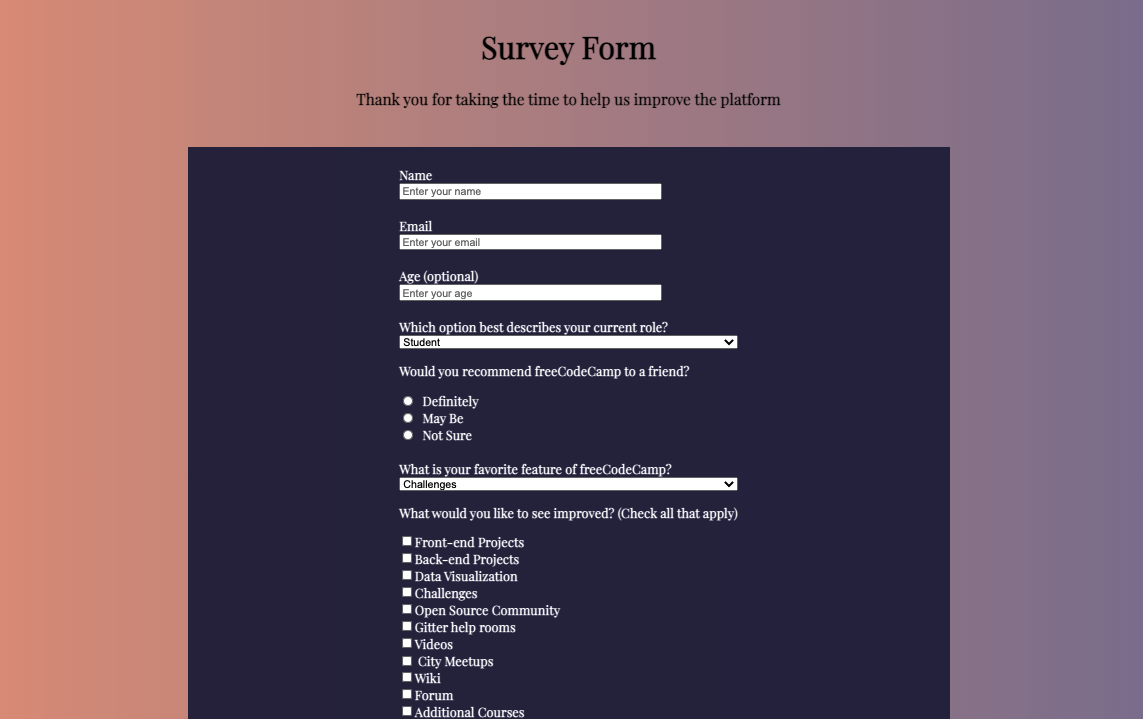 Survey Form
Thank you for taking the time to help us improve the platform
Name
Enter your name
Email
Enter your email
Age (optional)
Enter your age
Which option best describes your current role?
Student
Would you recommend freeCodeCamp to a friend?
Definitely
May Be
Not Sure
What is your favorite feature of freeCodeCamp?
Challenges
What would you like to see improved? (Check all that apply)
Front-end Projects
Back-end Projects
Data Visualization
Challenges
Open Source Community
Gitter help rooms
Videos
City Meetups
Wiki
Forum
Additional Courses